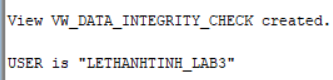 View VW_DATA_INTEGRITY_CHECK created.
USER is "LETHANHTINH_LAB3"